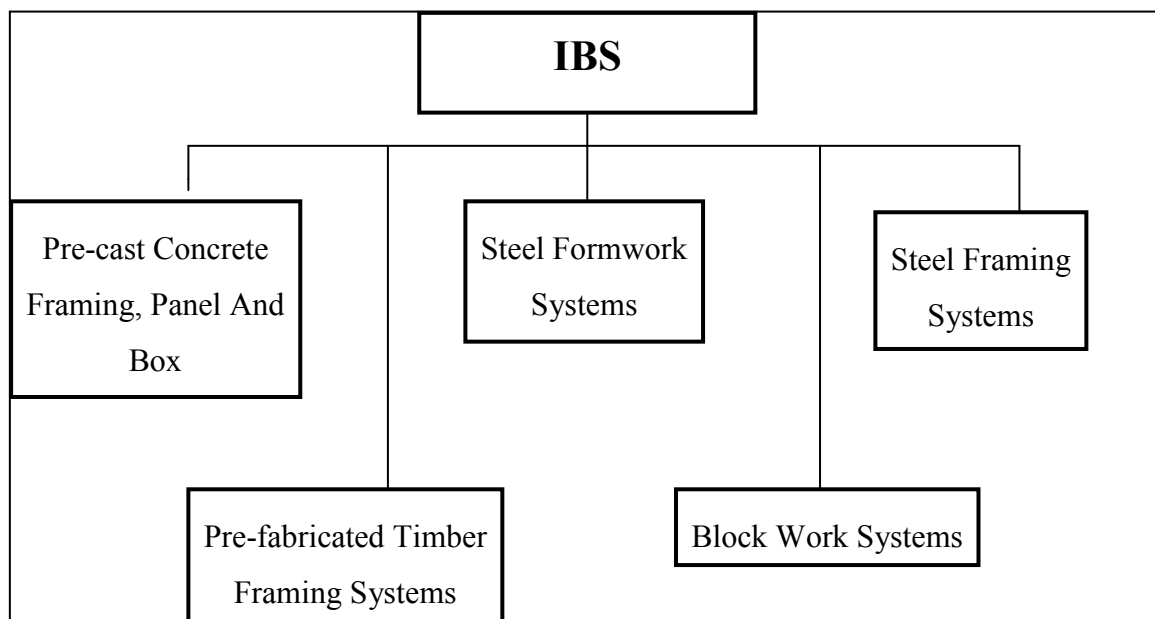 IBS
Pre-cast Concrete
Framing, Panel And
Box
Steel Formwork
Systems
Steel Framing
Systems
Pre-fabricated Timber
Framing Systems
Block Work Systems